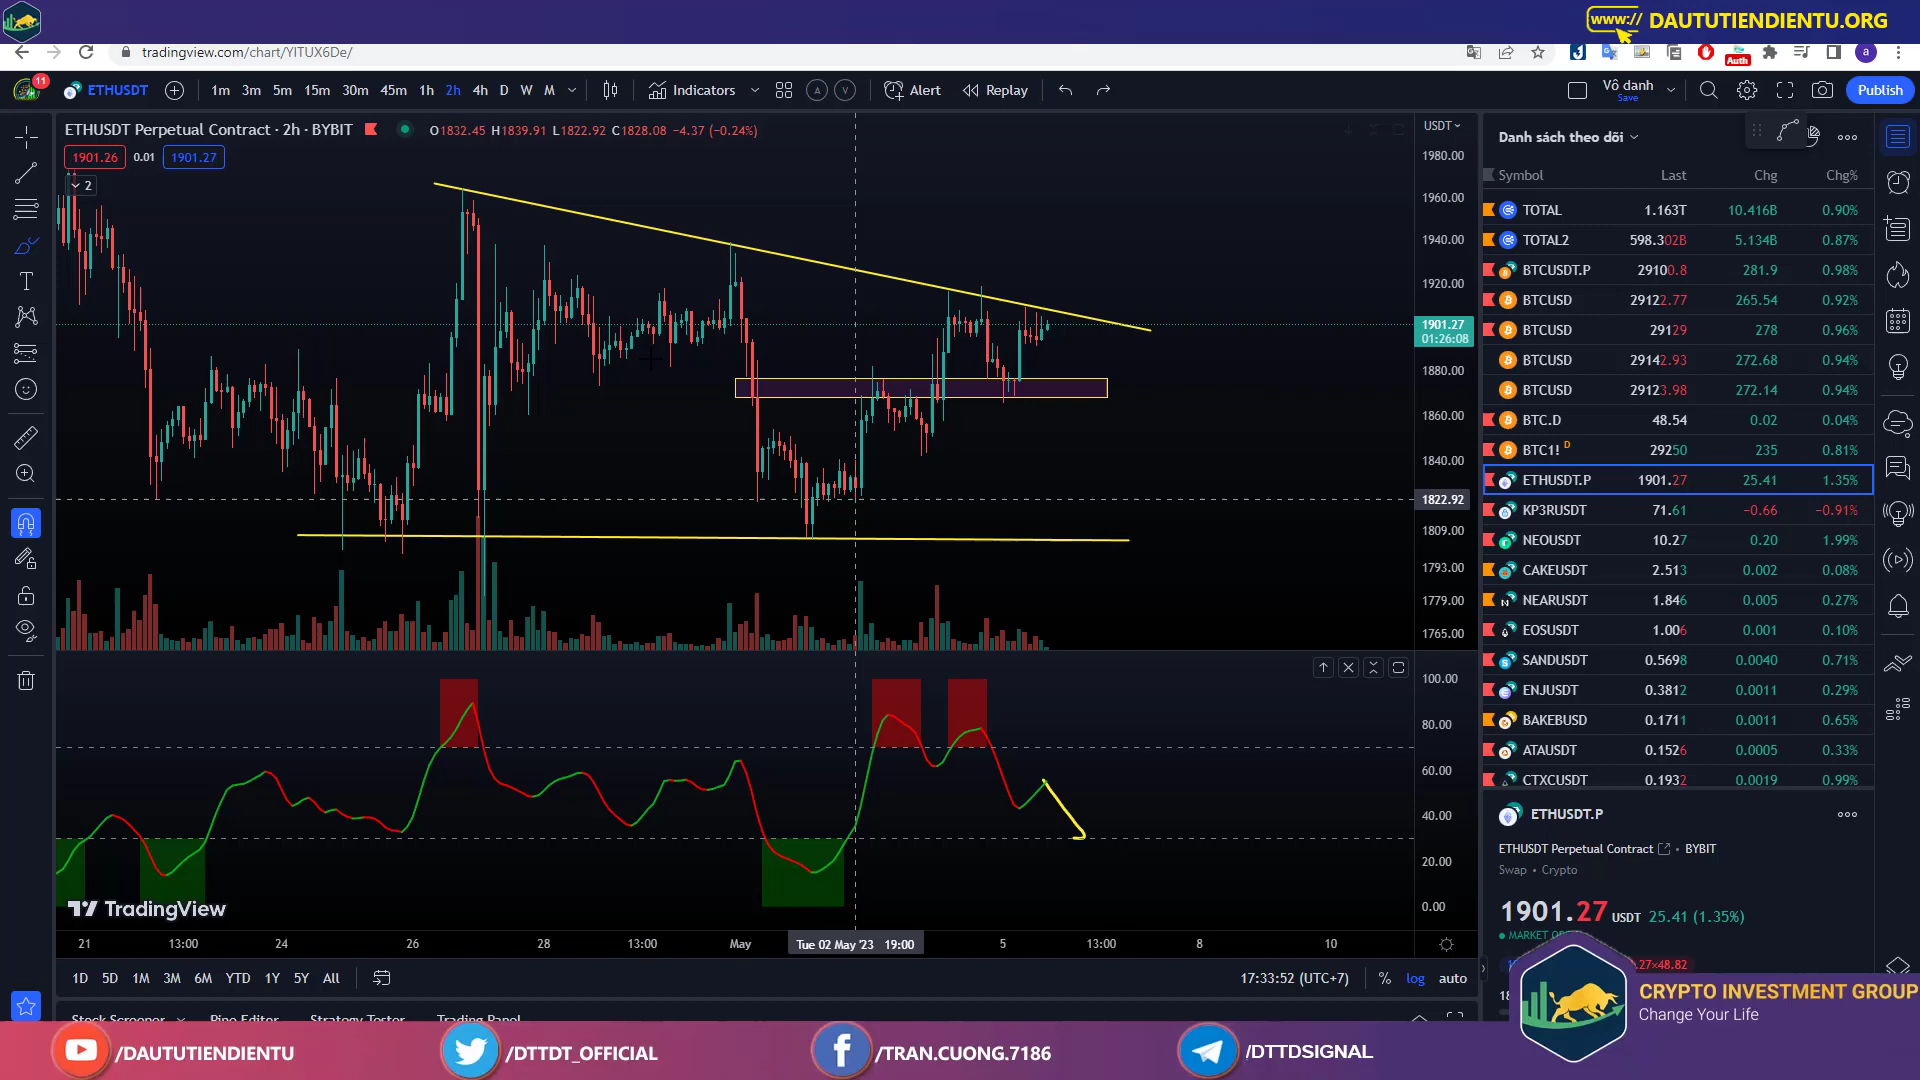 www:// DAUTUTIENDIENTU.ORG
tradingview.com/chart/YITUX6De/
Auth
a
11
ETHUSDT
1m 3m 5m 15m 30m 45m 1h 2h 4h D W M
Indicators
A V
Alert
Replay
Vô danh
Save
Publish
ETHUSDT Perpetual Contract · 2h · BYBIT
O1832.45 H1839.91 L1822.92 C1828.08 −4.37 (−0.24%)
1901.26 0.01 1901.27
2
USDT
1980.00
1960.00
1940.00
1920.00
1901.27
01:26:08
1880.00
1860.00
1840.00
1822.92
1809.00
1793.00
1779.00
1765.00
100.00
80.00
60.00
40.00
20.00
0.00
TradingView
21 13:00 24 26 28 13:00 May Tue 02 May '23 19:00 5 13:00 8 10
1D 5D 1M 3M 6M YTD 1Y 5Y All
17:33:52 (UTC+7) % log auto
Stock Screener Pine Editor Strategy Tester Trading Panel
Danh sách theo dõi
Symbol Last Chg Chg%
TOTAL 1.163T 10.416B 0.90%
TOTAL2 598.302B 5.134B 0.87%
BTCUSDT.P 29100.8 281.9 0.98%
BTCUSD 29122.77 265.54 0.92%
BTCUSD 29129 278 0.96%
BTCUSD 29142.93 272.68 0.94%
BTCUSD 29123.98 272.14 0.94%
BTC.D 48.54 0.02 0.04%
BTC1! D 29250 235 0.81%
ETHUSDT.P 1901.27 25.41 1.35%
KP3RUSDT 71.61 −0.66 −0.91%
NEOUSDT 10.27 0.20 1.99%
CAKEUSDT 2.513 0.002 0.08%
NEARUSDT 1.846 0.005 0.27%
EOSUSDT 1.006 0.001 0.10%
SANDUSDT 0.5698 0.0040 0.71%
ENJUSDT 0.3812 0.0011 0.29%
BAKEBUSD 0.1711 0.0011 0.65%
ATAUSDT 0.1526 0.0005 0.33%
CTXCUSDT 0.1932 0.0019 0.99%
ETHUSDT.P
ETHUSDT Perpetual Contract • BYBIT
Swap • Crypto
1901.27 USDT 25.41 (1.35%)
MARKET
.27×48.82
CRYPTO INVESTMENT GROUP
Change Your Life
/DAUTUTIENDIENTU
/DTTDT_OFFICIAL
/TRAN.CUONG.7186
/DTTDSIGNAL